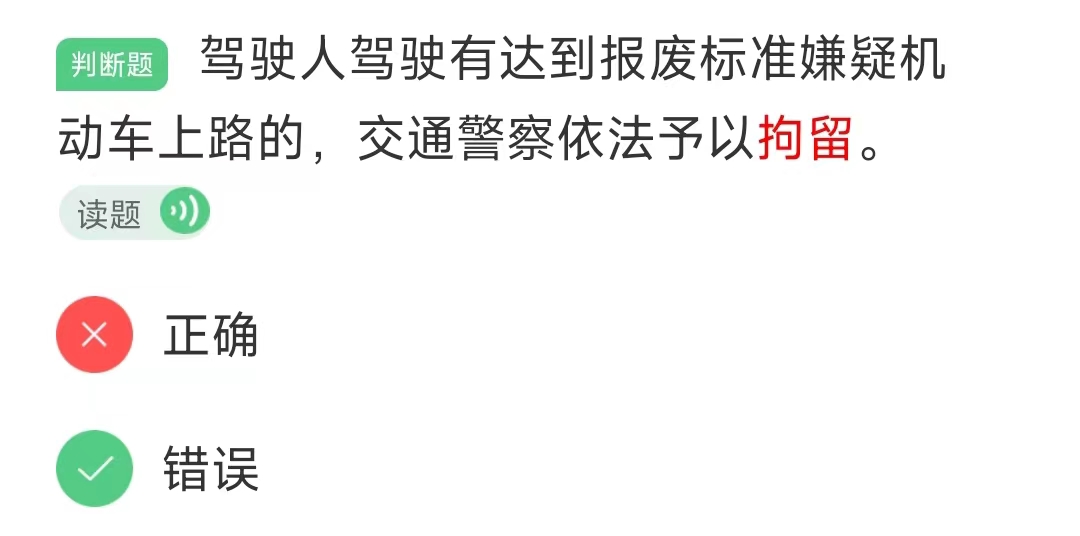 判断题 驾驶人驾驶有达到报废标准嫌疑机
动车上路的，交通警察依法予以拘留。
读题
正确
错误